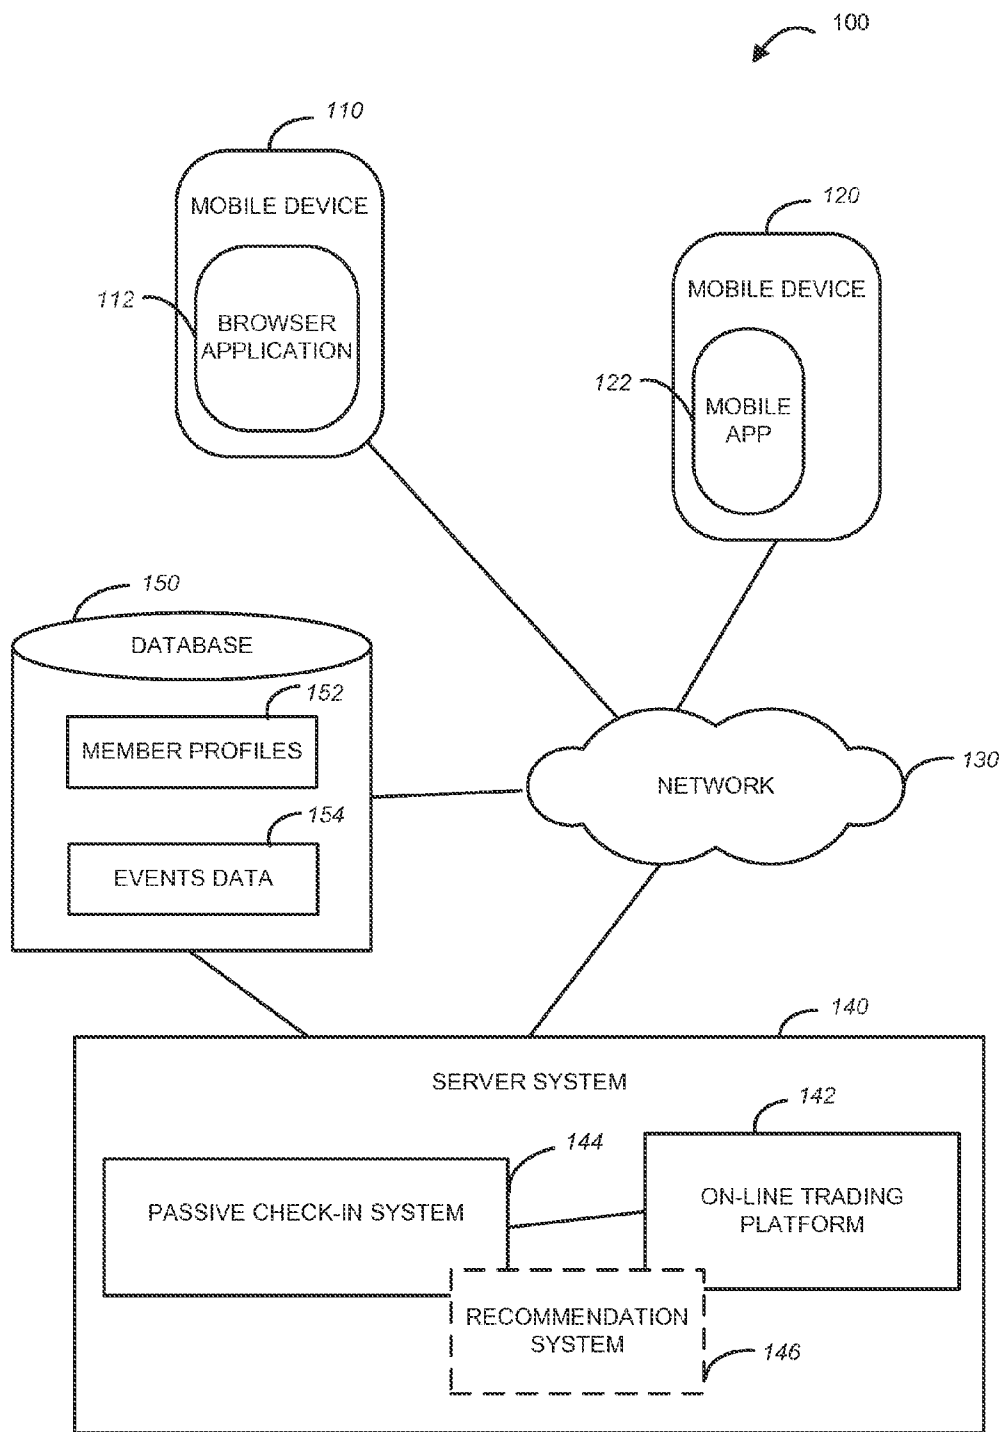 100
110
MOBILE DEVICE
112
BROWSER
APPLICATION
120
MOBILE DEVICE
122
MOBILE
APP
150
DATABASE
152
MEMBER PROFILES
154
EVENTS DATA
NETWORK
130
140
SERVER SYSTEM
144
142
PASSIVE CHECK-IN SYSTEM
ON-LINE TRADING
PLATFORM
RECOMMENDATION
SYSTEM
146